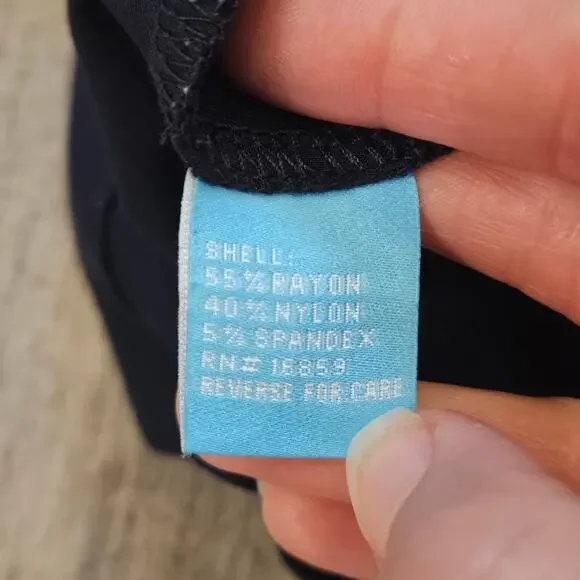 SHELL:
55% RAYON
40% NYLON
5% SPANDEX
RN# 16859
REVERSE FOR CARE